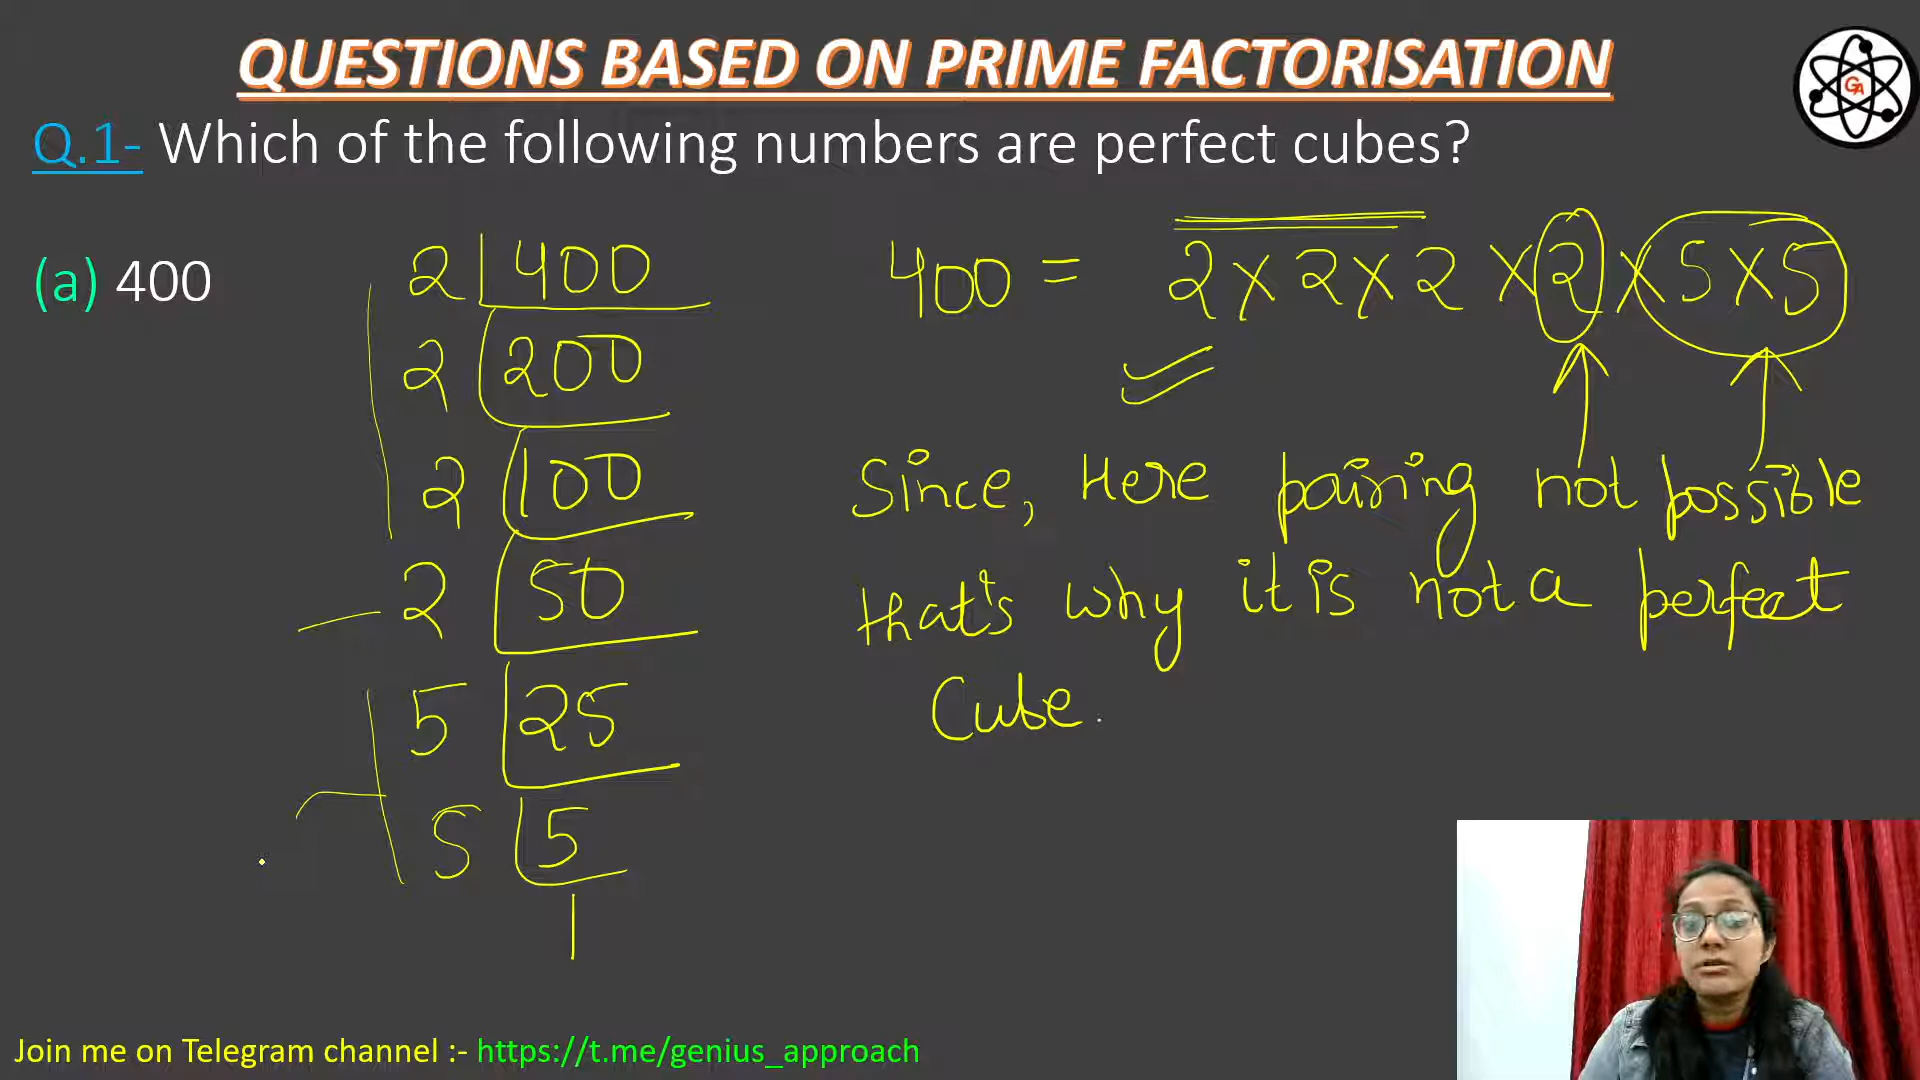 QUESTIONS BASED ON PRIME FACTORISATION
GA
Q.1- Which of the following numbers are perfect cubes?
(a) 400
2 400
2 200
2 100
2 50
5 25
5 5
1
400 = 2 × 2 × 2 × 2 × 5 × 5
Since, Here pairing not possible
that's why it is not a perfect
Cube.
Join me on Telegram channel :- https://t.me/genius_approach